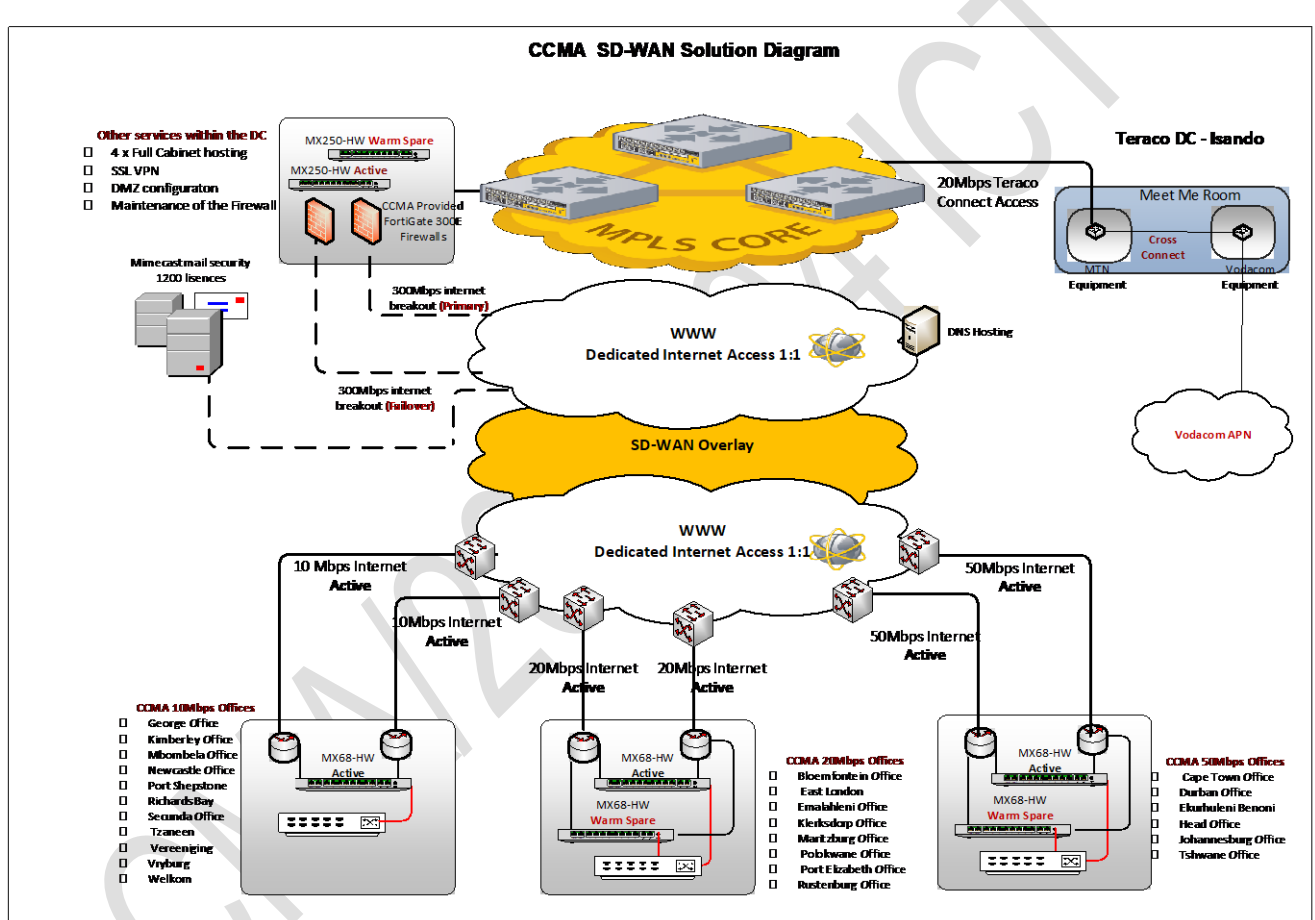 CCMA SD-WAN Solution Diagram
Other services within the DC
4 x Full Cabinet hosting
SSL VPN
DMZ configuraton
Maintenance of the Firewall
MX250-HW Warm Spare
MX250-HW Active
CCMA Provided
FortiGate 300E
Firewalls
MPLS CORE
20Mbps Teraco
Connect Access
Teraco DC - Isando
Meet Me Room
Cross
Connect
MTN
Equipment
Vodacom
Equipment
Mimecast mail security
1200 lisences
300Mbps internet
breakout (Primary)
WWW
Dedicated Internet Access 1:1
DNS Hosting
300Mbps internet
breakout (Failover)
SD-WAN Overlay
Vodacom APN
WWW
Dedicated Internet Access 1:1
10 Mbps Internet
Active
10Mbps Internet
Active
20Mbps Internet
Active
20Mbps Internet
Active
50Mbps Internet
Active
50Mbps Internet
Active
CCMA 10Mbps Offices
George Office
Kimberley Office
Mbombela Office
Newcastle Office
Port Shepstone
Richards Bay
Secunda Office
Tzaneen
Vereeniging
Vryburg
Welkom
MX68-HW
Active
MX68-HW
Active
MX68-HW
Warm Spare
CCMA 20Mbps Offices
Bloemfontein Office
East London
Emalahleni Office
Klerksdorp Office
Maritzburg Office
Polokwane Office
Port Elizabeth Office
Rustenburg Office
MX68-HW
Active
MX68-HW
Warm Spare
CCMA 50Mbps Offices
Cape Town Office
Durban Office
Ekurhuleni Benoni
Head Office
Johannesburg Office
Tshwane Office